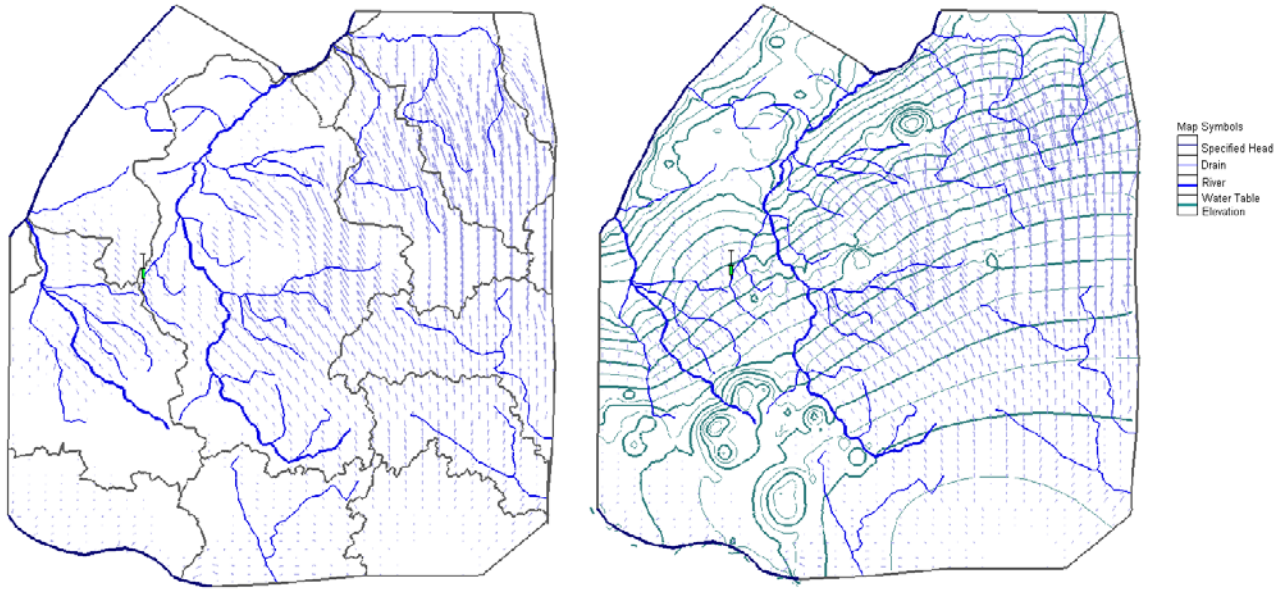 Map Symbols
Specified Head
Drain
River
Water Table
Elevation